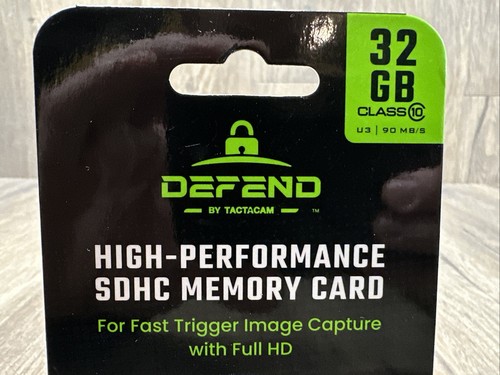 32
GB
CLASS 10
U3 | 90 MB/S
DEFEND
BY TACTACAM ™
HIGH-PERFORMANCE
SDHC MEMORY CARD
For Fast Trigger Image Capture
with Full HD